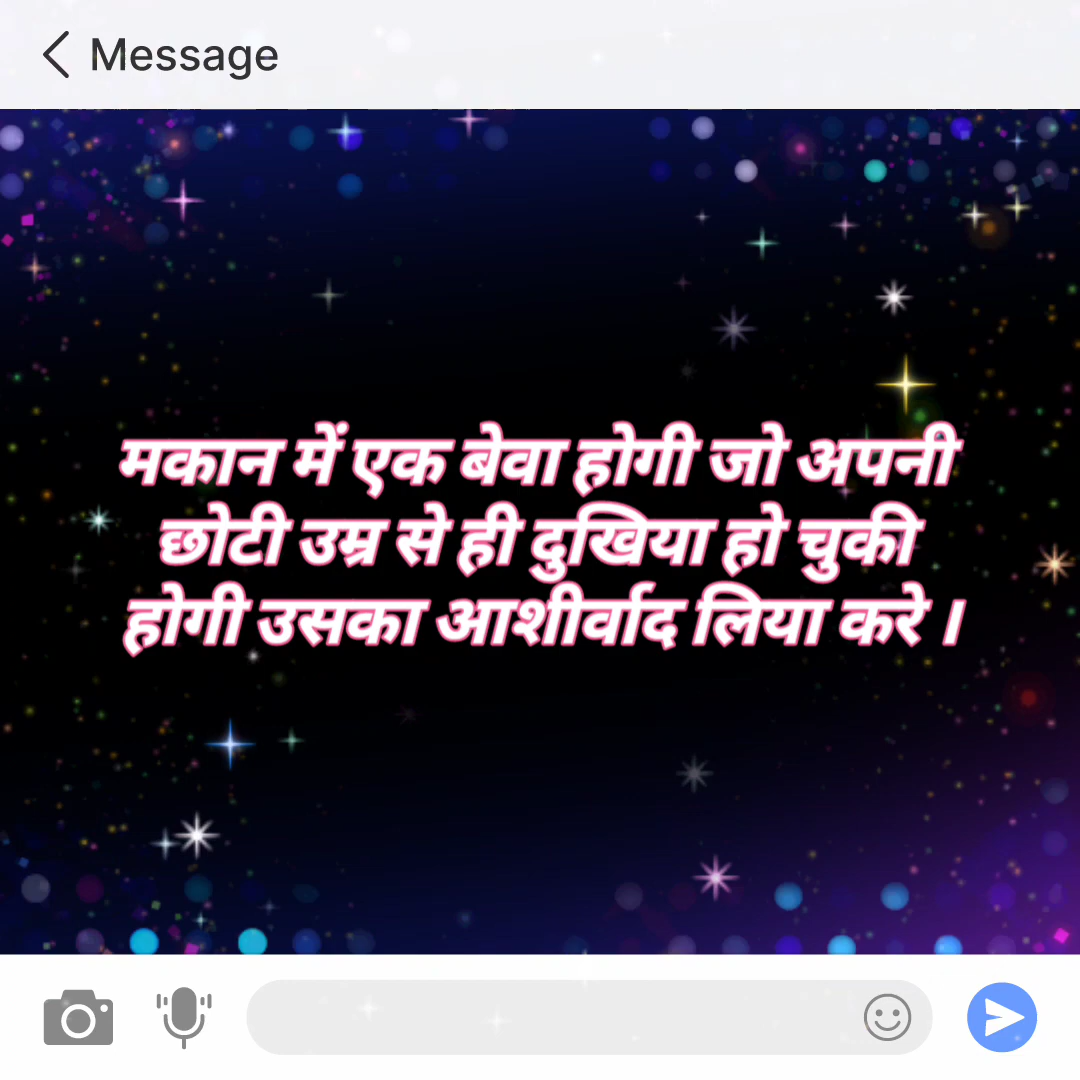 Message
मकान में एक बेवा होगी जो अपनी
छोटी उम्र से ही दुखिया हो चुकी
होगी उसका आशीर्वाद लिया करे ।